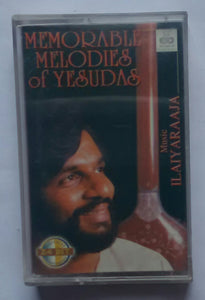 MEMORABLE
MELODIES
of YESUDAS
Music
ILAIYARAAJA